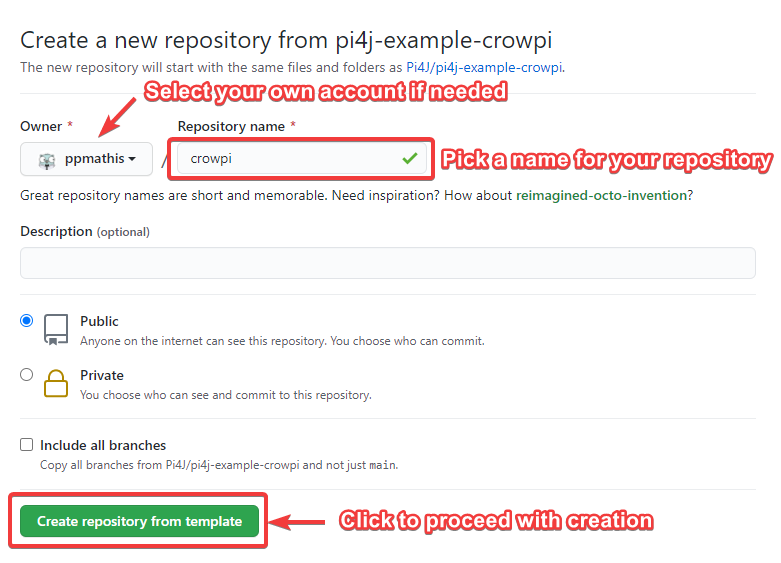 Create a new repository from pi4j-example-crowpi
The new repository will start with the same files and folders as Pi4J/pi4j-example-crowpi.
Select your own account if needed
Owner *
Repository name *
ppmathis
/
crowpi
Pick a name for your repository
Great repository names are short and memorable. Need inspiration? How about reimagined-octo-invention?
Description (optional)
Public
Anyone on the internet can see this repository. You choose who can commit.
Private
You choose who can see and commit to this repository.
Include all branches
Copy all branches from Pi4J/pi4j-example-crowpi and not just main.
Create repository from template
Click to proceed with creation